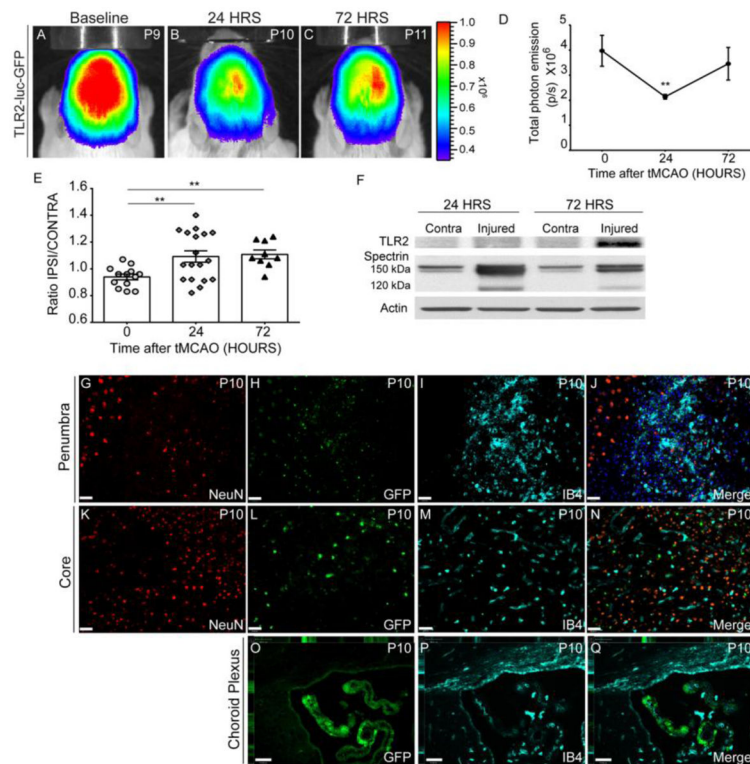 Baseline 24 HRS 72 HRS
A P9 B P10 C P11
TLR2-luc-GFP
1.0
0.9
0.8
0.7
0.6
0.5
0.4
D
Total photon emission
(p/s) X10⁶
5
4
3
2
1
0
**
0 24 72
Time after tMCAO (HOURS)
E
Ratio IPSI/CONTRA
1.6
1.4
1.2
1.0
0.8
0.6
**
**
0 24 72
Time after tMCAO (HOURS)
F
24 HRS 72 HRS
Contra Injured Contra Injured
TLR2
Spectrin
150 kDa
120 kDa
Actin
Penumbra
G P10 H P10 I P10 J P10
NeuN GFP IB4 Merge
Core
K P10 L P10 M P10 N P10
NeuN GFP IB4 Merge
Choroid Plexus
O P10 P P10 Q P10
GFP IB4 Merge